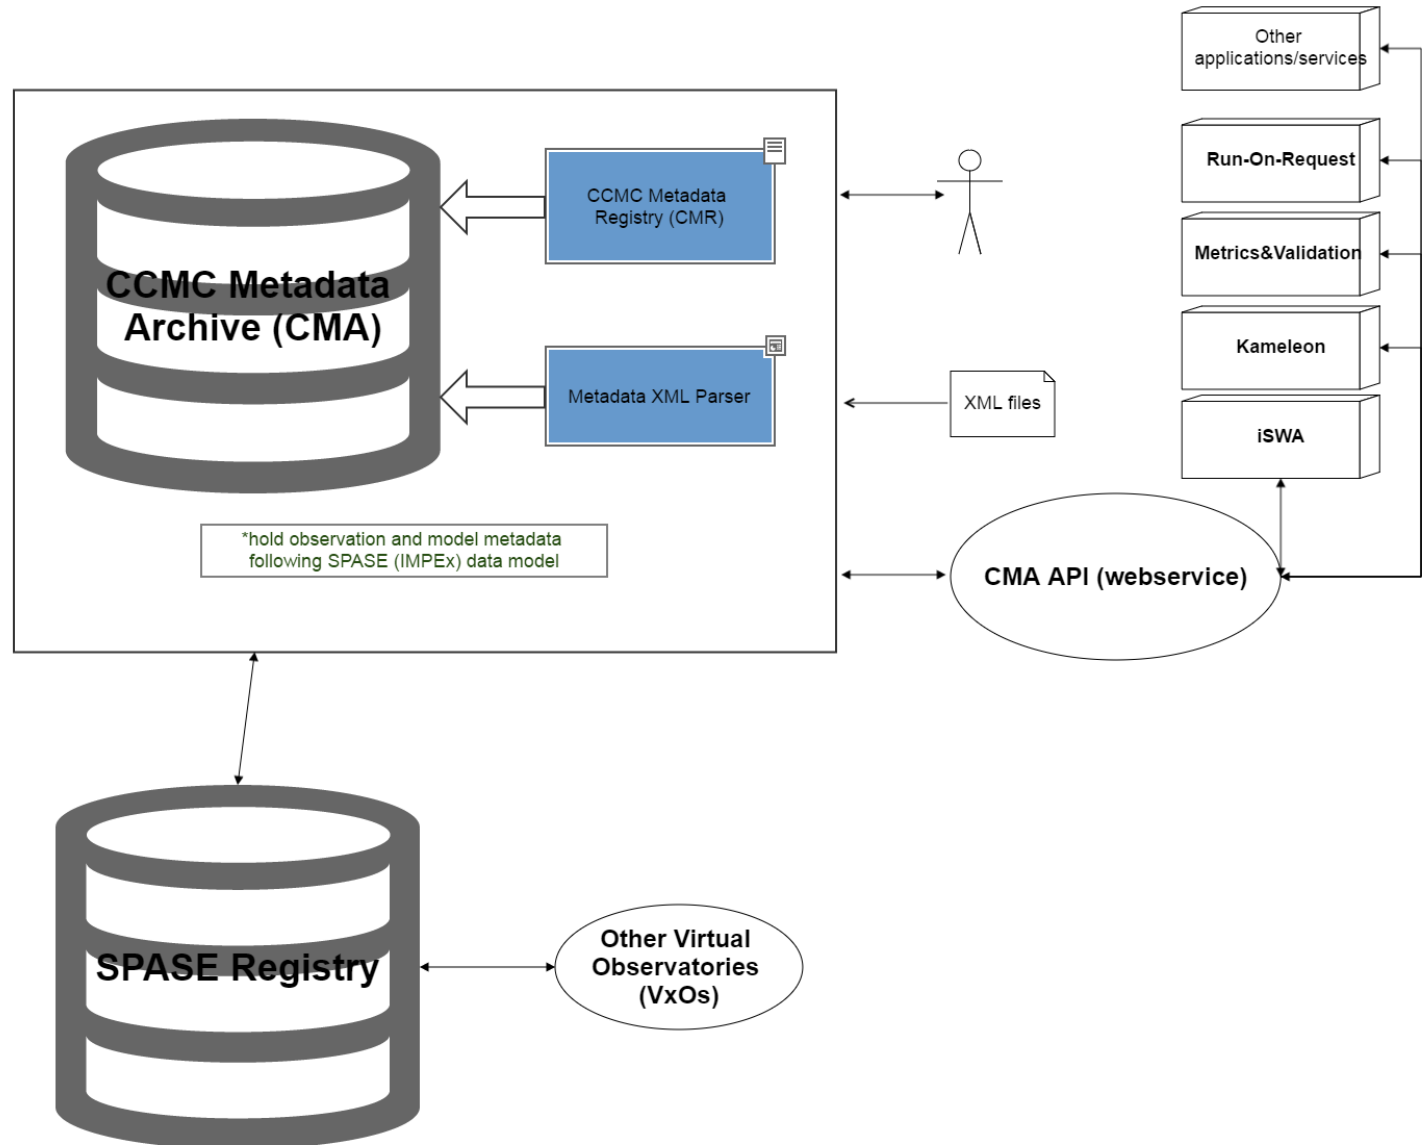 Other
applications/services
Run-On-Request
Metrics&Validation
Kameleon
iSWA
CCMC Metadata
Registry (CMR)
CCMC Metadata
Archive (CMA)
Metadata XML Parser
XML files
*hold observation and model metadata
following SPASE (IMPEx) data model
CMA API (webservice)
SPASE Registry
Other Virtual
Observatories
(VxOs)